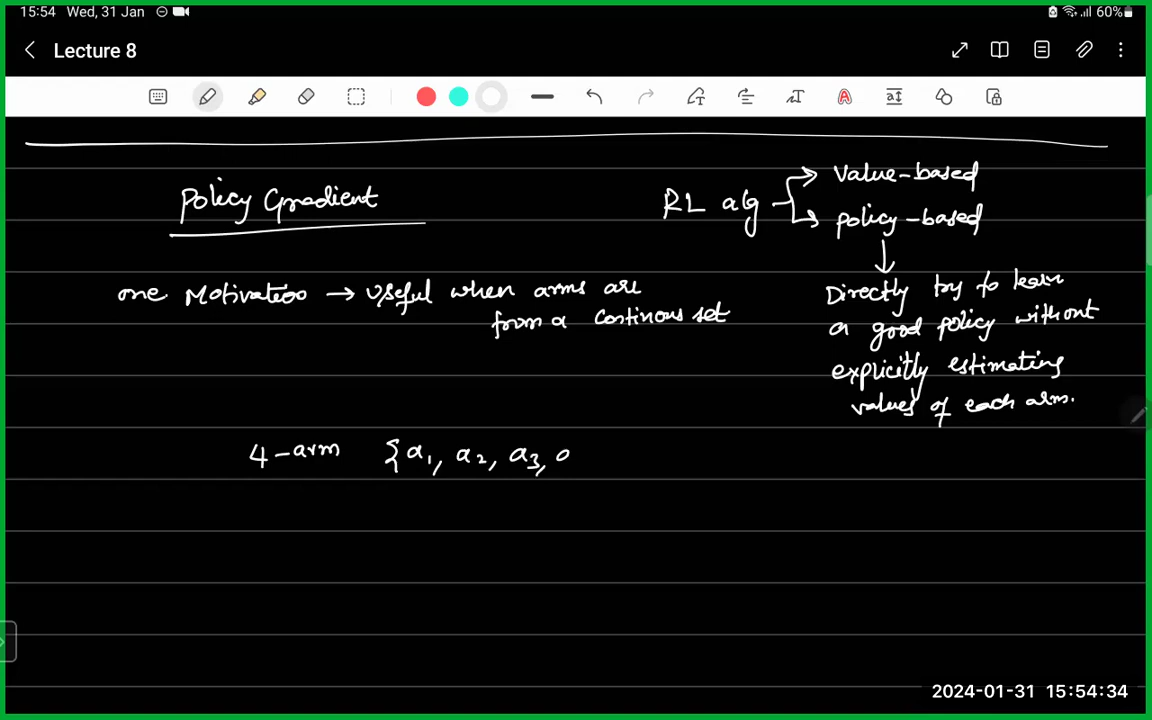 15:54 Wed, 31 Jan
60%
Lecture 8
Policy Gradient
RL alg
Value-based
policy-based
one Motivation → Useful when arms are
from a continous set
Directly try to learn
a good policy without
explicitly estimating
values of each arm.
4-arm {a1, a2, a3, a
2024-01-31 15:54:34